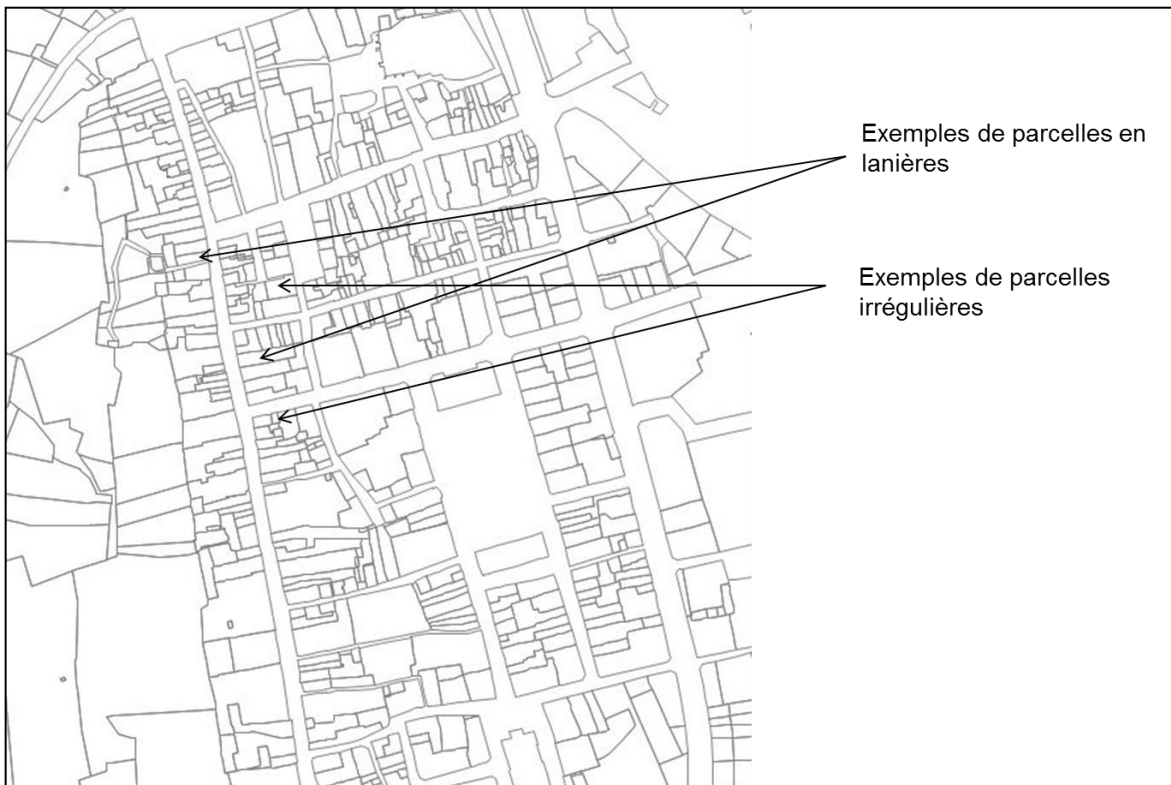 Exemples de parcelles en
lanières
Exemples de parcelles
irrégulières